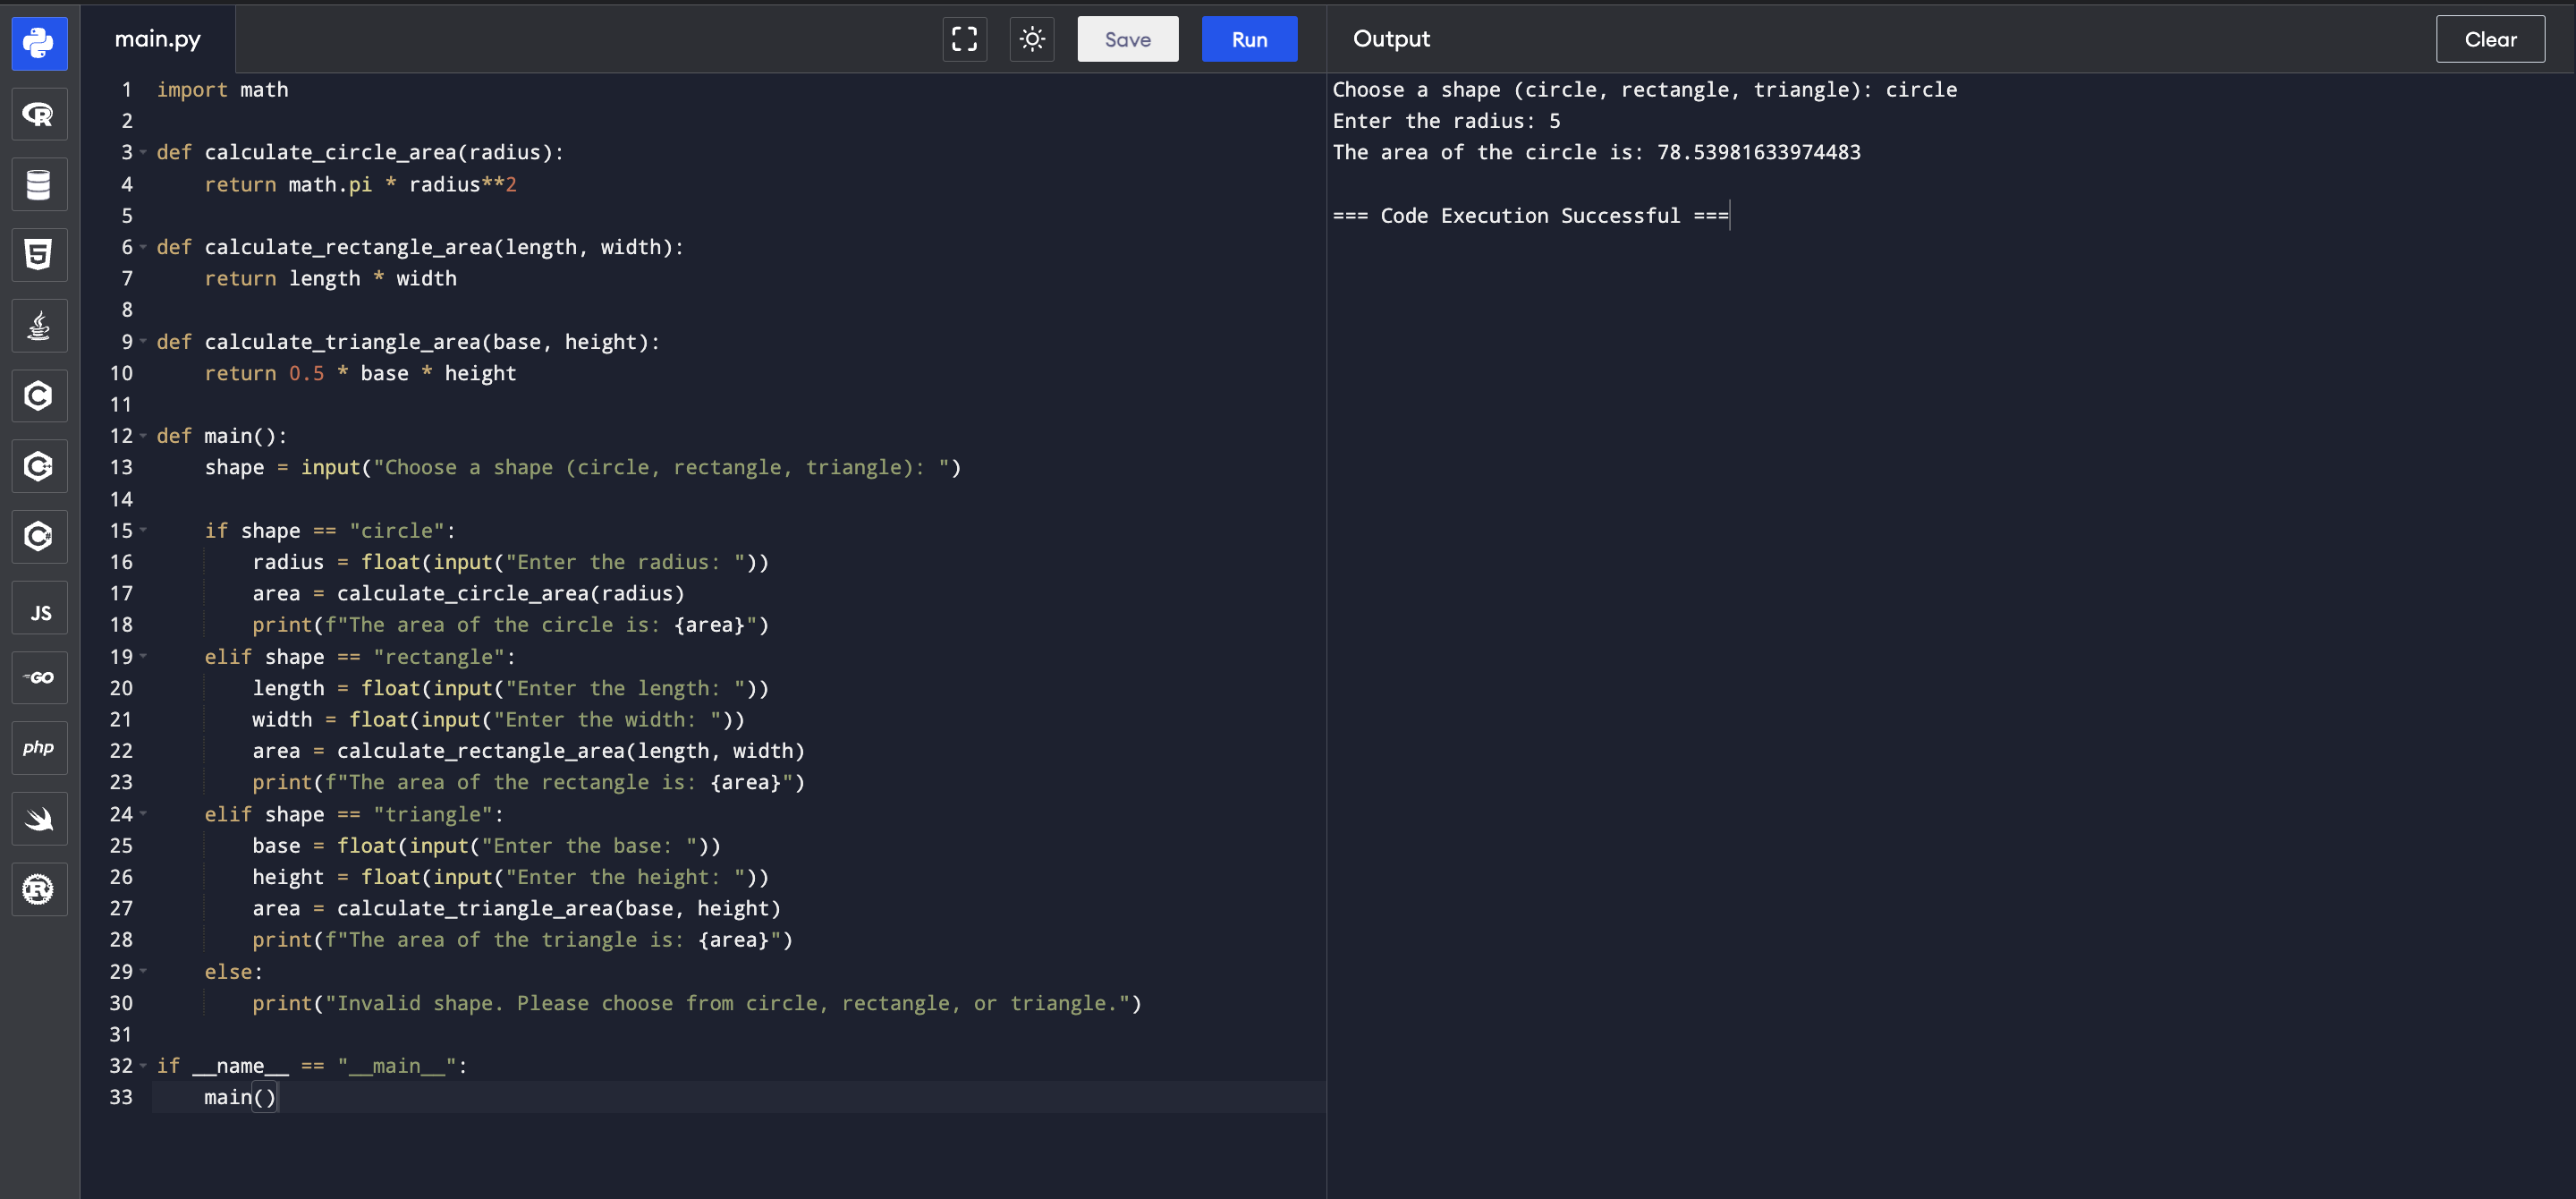 main.py
Save
Run
Output
Clear
1 import math
2
3 def calculate_circle_area(radius):
4     return math.pi * radius**2
5
6 def calculate_rectangle_area(length, width):
7     return length * width
8
9 def calculate_triangle_area(base, height):
10     return 0.5 * base * height
11
12 def main():
13     shape = input("Choose a shape (circle, rectangle, triangle): ")
14
15     if shape == "circle":
16         radius = float(input("Enter the radius: "))
17         area = calculate_circle_area(radius)
18         print(f"The area of the circle is: {area}")
19     elif shape == "rectangle":
20         length = float(input("Enter the length: "))
21         width = float(input("Enter the width: "))
22         area = calculate_rectangle_area(length, width)
23         print(f"The area of the rectangle is: {area}")
24     elif shape == "triangle":
25         base = float(input("Enter the base: "))
26         height = float(input("Enter the height: "))
27         area = calculate_triangle_area(base, height)
28         print(f"The area of the triangle is: {area}")
29     else:
30         print("Invalid shape. Please choose from circle, rectangle, or triangle.")
31
32 if __name__ == "__main__":
33     main()
Choose a shape (circle, rectangle, triangle): circle
Enter the radius: 5
The area of the circle is: 78.53981633974483
=== Code Execution Successful ===
R
5
C
C+
C#
JS
GO
php
R